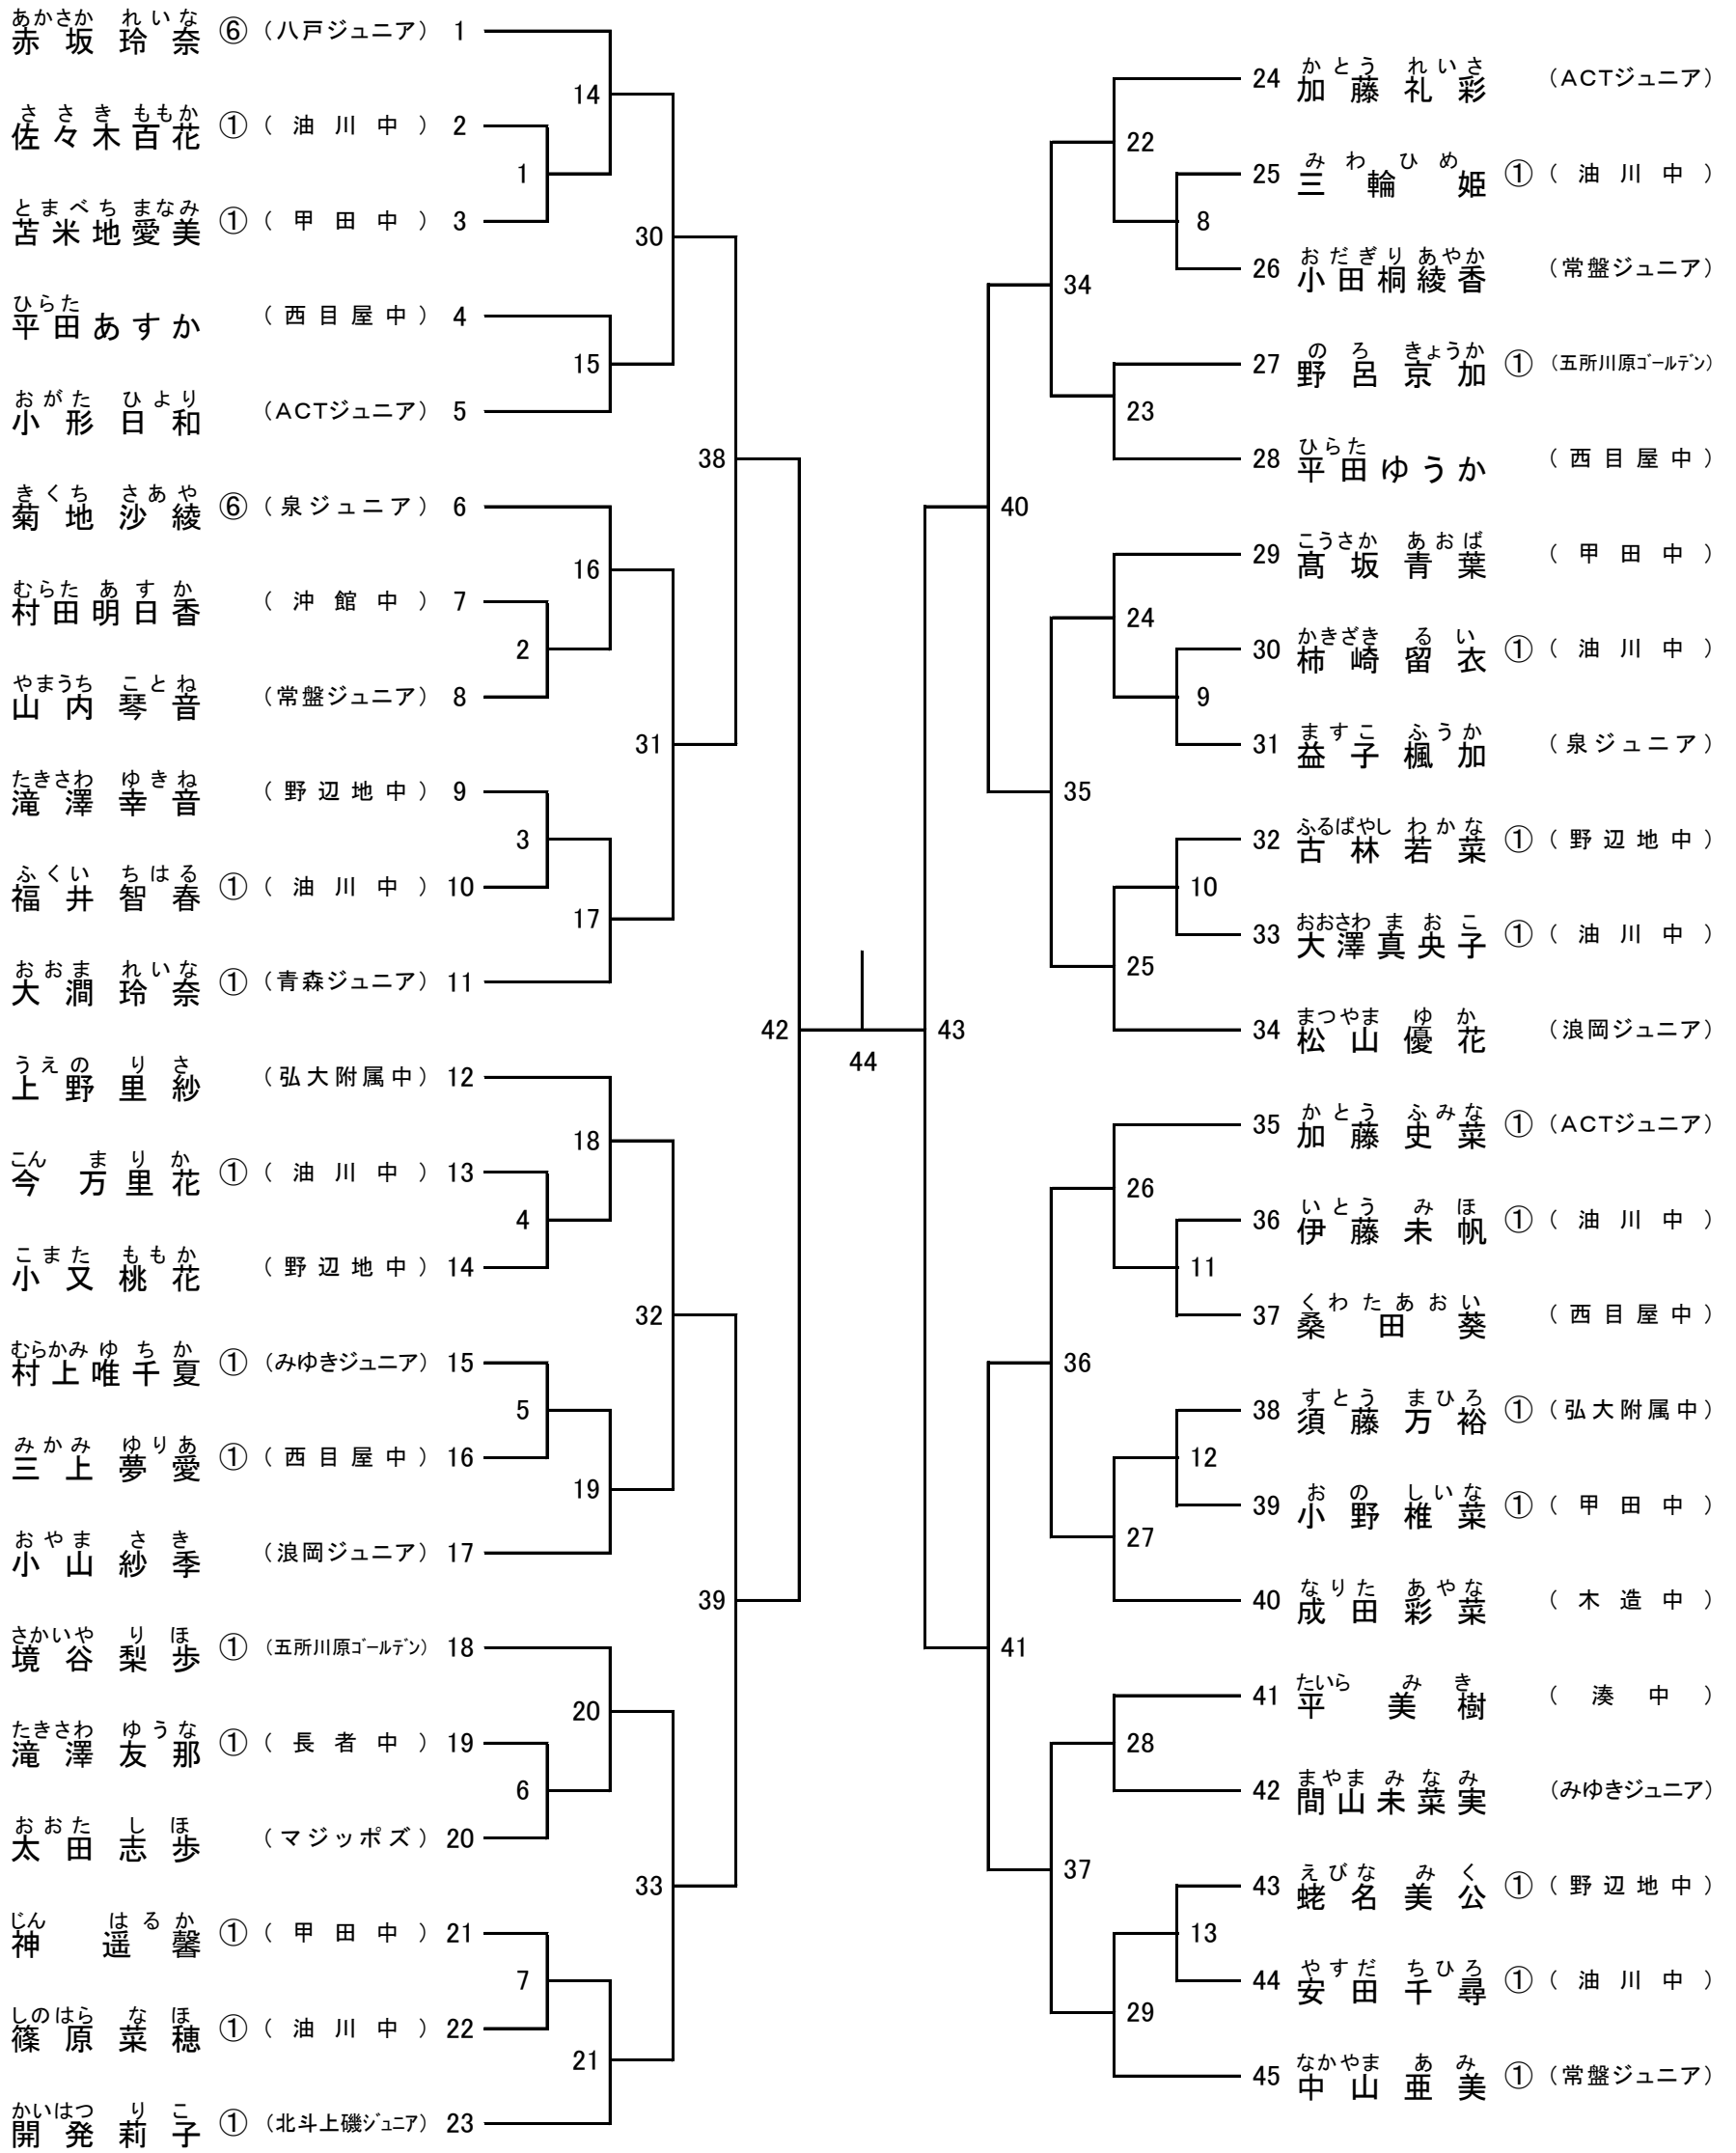 あかさか れいな
赤坂玲奈 ⑥ (八戸ジュニア) 1
14
ささき ももか
佐々木百花 ① (油川中) 2
1
とまべち まなみ
苫米地愛美 ① (甲田中) 3
30
ひらた
平田あすか (西目屋中) 4
15
おがた ひより
小形日和 (ACTジュニア) 5
38
きくち さあや
菊地沙綾 ⑥ (泉ジュニア) 6
16
むらた あすか
村田明日香 (沖館中) 7
2
やまうち ことね
山内琴音 (常盤ジュニア) 8
31
たきさわ ゆきね
滝澤幸音 (野辺地中) 9
3
ふくい ちはる
福井智春 ① (油川中) 10
17
おおま れいな
大澗玲奈 ① (青森ジュニア) 11
42
うえの りさ
上野里紗 (弘大附属中) 12
18
こん まりか
今万里花 ① (油川中) 13
4
こまた ももか
小又桃花 (野辺地中) 14
32
むらかみ ゆちか
村上唯千夏 ① (みゆきジュニア) 15
5
みかみ ゆりあ
三上夢愛 ① (西目屋中) 16
19
おやま さき
小山紗季 (浪岡ジュニア) 17
39
さかいや りほ
境谷梨歩 ① (五所川原ゴールデン) 18
20
たきさわ ゆうな
滝澤友那 ① (長者中) 19
6
おおた しほ
太田志歩 (マジッポズ) 20
33
じん はるか
神遥馨 ① (甲田中) 21
7
しのはら なほ
篠原菜穂 ① (油川中) 22
21
かいはつ りこ
開発莉子 ① (北斗上磯ジュニア) 23
44
かとう れいさ
24 加藤礼彩 (ACTジュニア)
22
みわ ひめ
25 三輪姫 ① (油川中)
8
おだぎり あやか
26 小田桐綾香 (常盤ジュニア)
34
のろ きょうか
27 野呂京加 ① (五所川原ゴールデン)
23
ひらた
28 平田ゆうか (西目屋中)
40
こうさか あおば
29 髙坂青葉 (甲田中)
24
かきざき るい
30 柿崎留衣 ① (油川中)
9
ますこ ふうか
31 益子楓加 (泉ジュニア)
35
ふるばやし わかな
32 古林若菜 ① (野辺地中)
10
おおさわ まおこ
33 大澤真央子 ① (油川中)
25
まつやま ゆか
34 松山優花 (浪岡ジュニア)
43
かとう ふみな
35 加藤史菜 ① (ACTジュニア)
26
いとう みほ
36 伊藤未帆 ① (油川中)
11
くわた あおい
37 桑田葵 (西目屋中)
36
すとう まひろ
38 須藤万裕 ① (弘大附属中)
12
おの しいな
39 小野椎菜 ① (甲田中)
27
なりた あやな
40 成田彩菜 (木造中)
41
たいら みき
41 平美樹 (湊中)
28
まやま みなみ
42 間山未菜実 (みゆきジュニア)
37
えびな みく
43 蛯名美公 ① (野辺地中)
13
やすだ ちひろ
44 安田千尋 ① (油川中)
29
なかやま あみ
45 中山亜美 ① (常盤ジュニア)